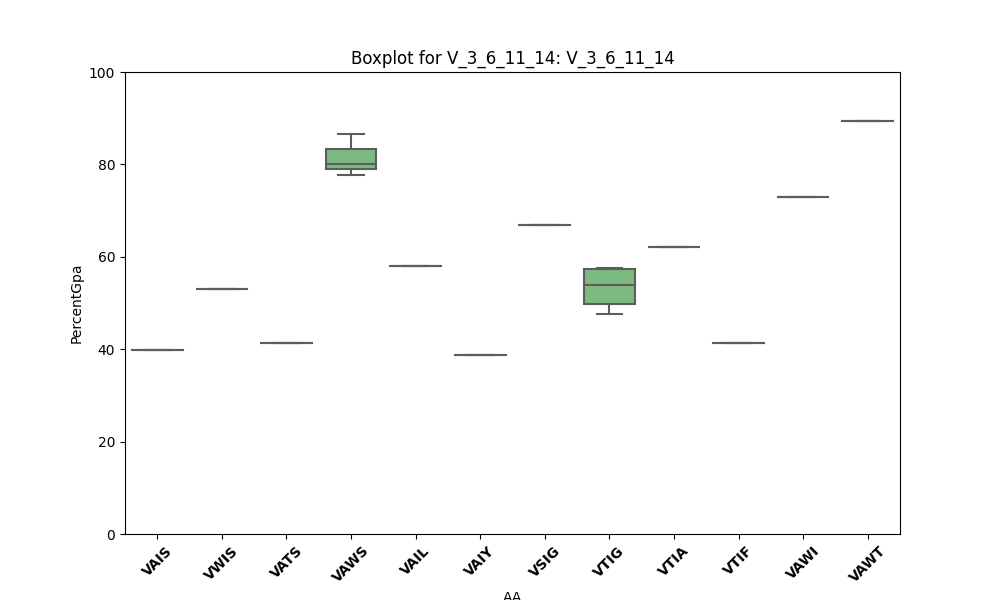 Boxplot for V_3_6_11_14: V_3_6_11_14
100
80
60
40
20
0
PercentGpa
VAIS VWIS VATS VAWS VAIL VAIY VSIG VTIG VTIA VTIF VAWI VAWT
AA